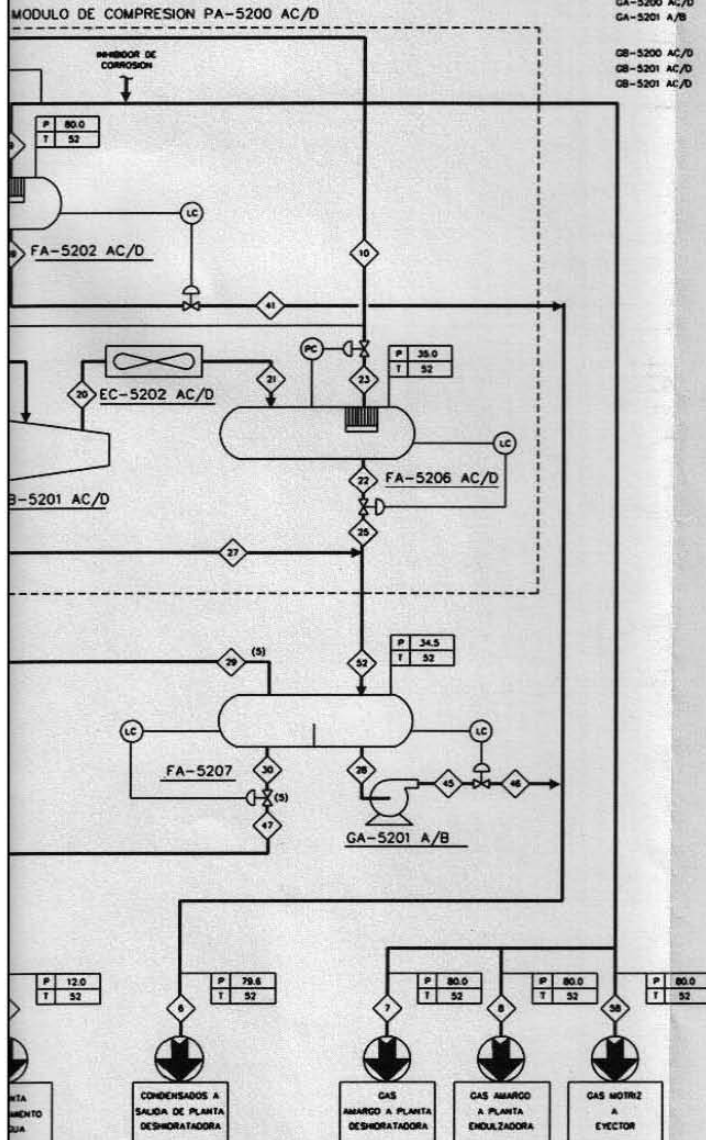 MODULO DE COMPRESION PA-5200 AC/D
GA-5200 AC/D
GA-5201 A/B
GB-5200 AC/D
GB-5201 AC/D
GB-5201 AC/D
INHIBIDOR DE
CORROSION
P 80.0
T 52
LC
FA-5202 AC/D
10
41
PC
P 35.0
T 52
20
EC-5202 AC/D
21
23
LC
B-5201 AC/D
22
FA-5206 AC/D
25
27
P 34.5
T 52
29 (5)
52
LC
LC
FA-5207
30
28
45
46
(5)
47
GA-5201 A/B
P 12.0
T 52
P 79.6
T 52
P 80.0
T 52
P 80.0
T 52
P 80.0
T 52
6
7
8
58
NTA
MENTO
GUA
CONDENSADOS A
SALIDA DE PLANTA
DESHIDRATADORA
GAS
AMARGO A PLANTA
DESHIDRATADORA
GAS AMARGO
A PLANTA
ENDULZADORA
GAS MOTRIZ
A
EYECTOR